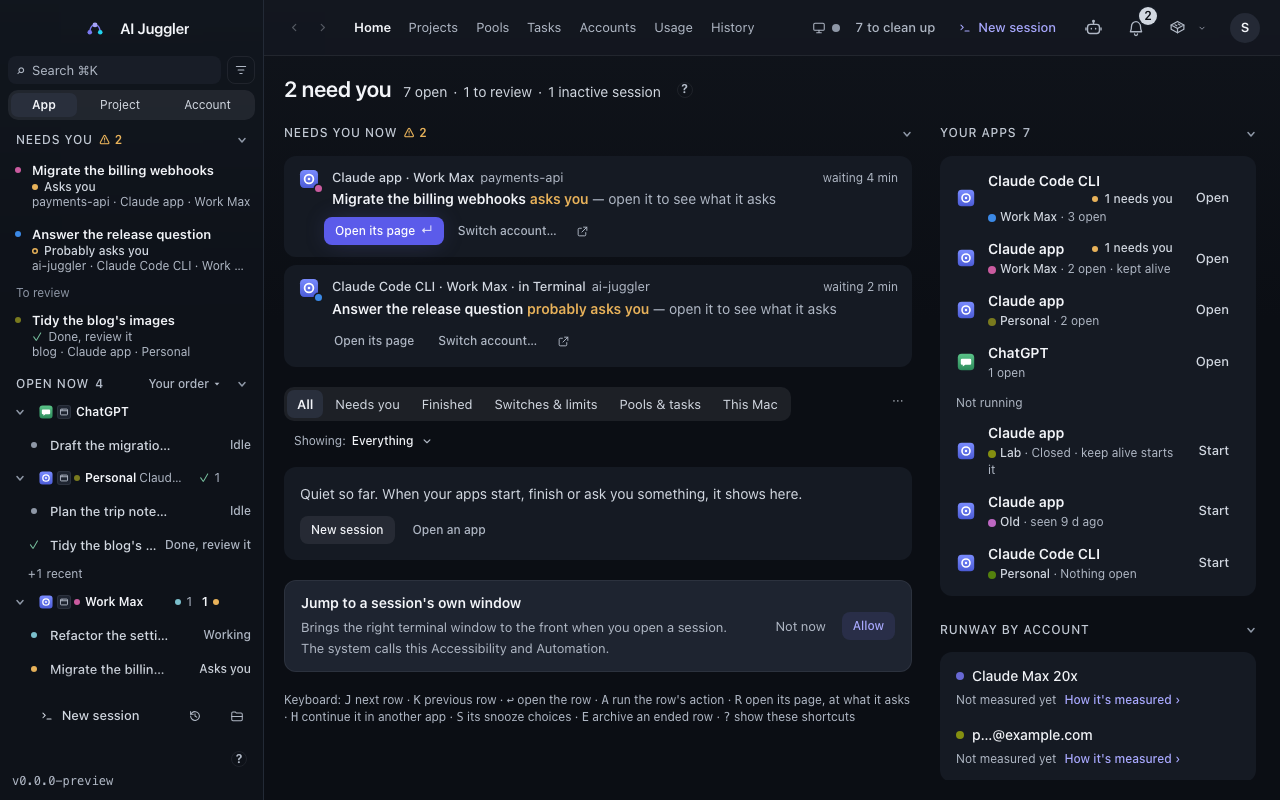 AI Juggler
Search ⌘K
App Project Account
NEEDS YOU 2
Migrate the billing webhooks
Asks you
payments-api · Claude app · Work Max
Answer the release question
Probably asks you
ai-juggler · Claude Code CLI · Work ...
To review
Tidy the blog's images
Done, review it
blog · Claude app · Personal
OPEN NOW 4 Your order
ChatGPT
Draft the migratio... Idle
Personal Claud... 1
Plan the trip note... Idle
Tidy the blog's ... Done, review it
+1 recent
Work Max 1 1
Refactor the setti... Working
Migrate the billin... Asks you
New session
?
v0.0.0-preview
Home Projects Pools Tasks Accounts Usage History
7 to clean up
New session
2
S
2 need you 7 open · 1 to review · 1 inactive session ?
NEEDS YOU NOW 2
Claude app · Work Max payments-api waiting 4 min
Migrate the billing webhooks asks you — open it to see what it asks
Open its page ↵ Switch account...
Claude Code CLI · Work Max · in Terminal ai-juggler waiting 2 min
Answer the release question probably asks you — open it to see what it asks
Open its page Switch account...
All Needs you Finished Switches & limits Pools & tasks This Mac ...
Showing: Everything
Quiet so far. When your apps start, finish or ask you something, it shows here.
New session Open an app
Jump to a session's own window
Brings the right terminal window to the front when you open a session.
The system calls this Accessibility and Automation.
Not now Allow
Keyboard: J next row · K previous row · ↩ open the row · A run the row's action · R open its page, at what it asks
· H continue it in another app · S its snooze choices · E archive an ended row · ? show these shortcuts
YOUR APPS 7
Claude Code CLI
1 needs you
Work Max · 3 open
Open
Claude app 1 needs you
Work Max · 2 open · kept alive
Open
Claude app
Personal · 2 open
Open
ChatGPT
1 open
Open
Not running
Claude app
Lab · Closed · keep alive starts
it
Start
Claude app
Old · seen 9 d ago
Start
Claude Code CLI
Personal · Nothing open
Start
RUNWAY BY ACCOUNT
Claude Max 20x
Not measured yet How it's measured ›
p...@example.com
Not measured yet How it's measured ›